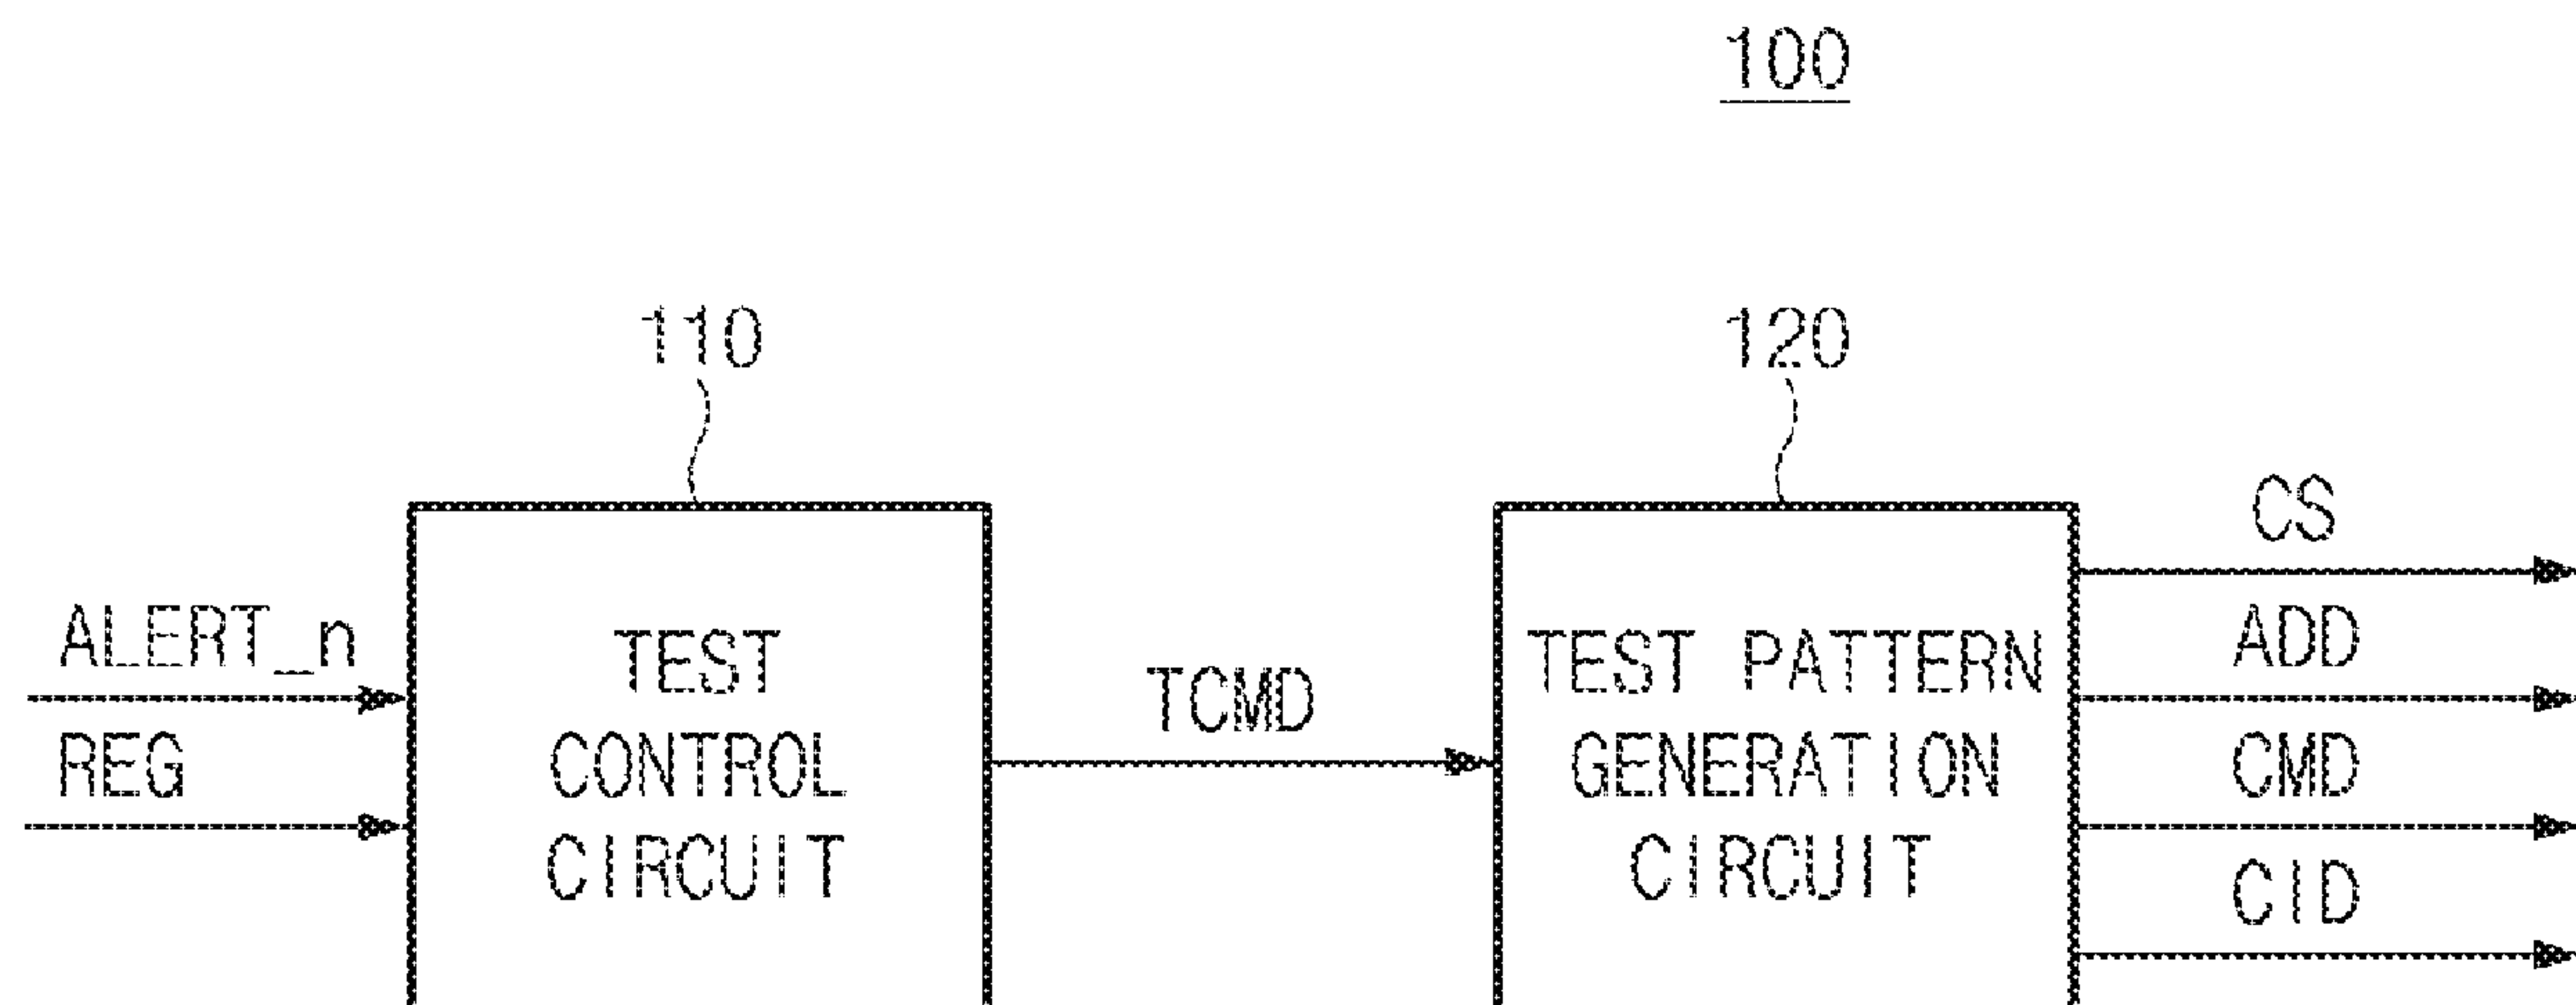 100
110
120
ALERT_n
REG
TEST
CONTROL
CIRCUIT
TCMD
TEST PATTERN
GENERATION
CIRCUIT
CS
ADD
CMD
CID